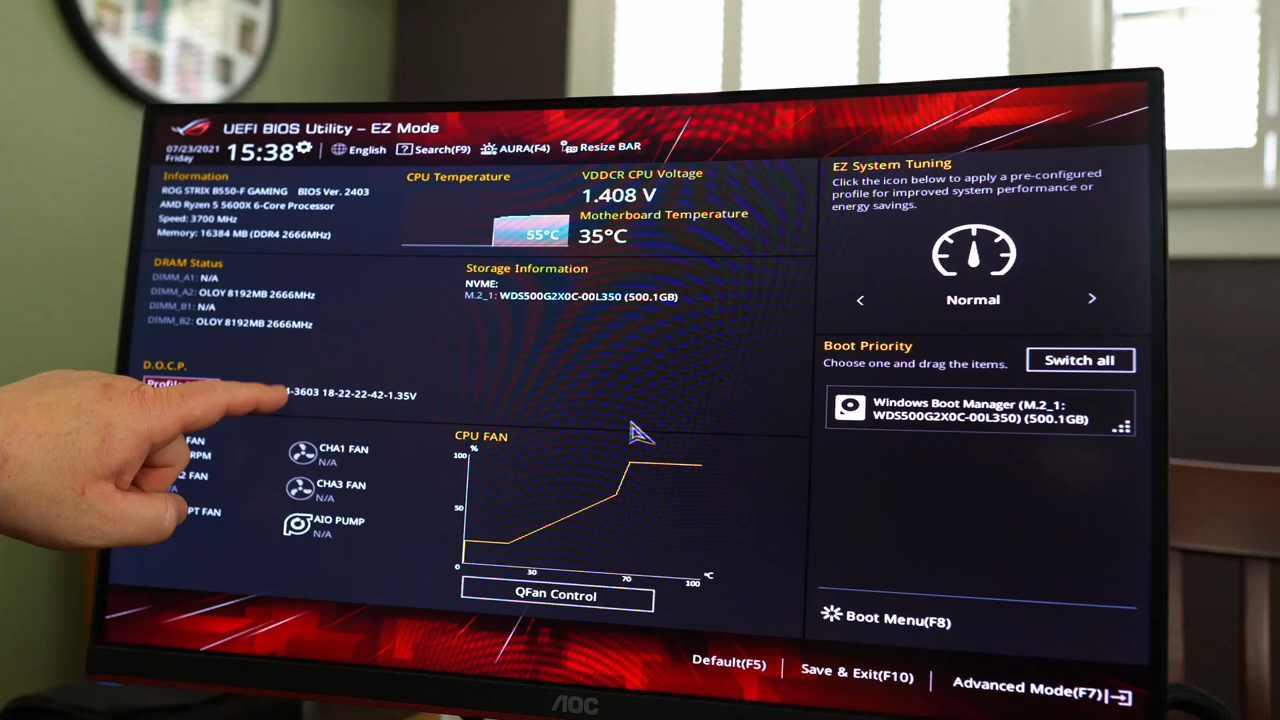 UEFI BIOS Utility – EZ Mode
07/23/2021
Friday
15:38
English
Search(F9)
AURA(F4)
Resize BAR
Information
ROG STRIX B550-F GAMING BIOS Ver. 2403
AMD Ryzen 5 5600X 6-Core Processor
Speed: 3700 MHz
Memory: 16384 MB (DDR4 2666MHz)
CPU Temperature
55°C
VDDCR CPU Voltage
1.408 V
Motherboard Temperature
35°C
DRAM Status
DIMM_A1: N/A
DIMM_A2: OLOY 8192MB 2666MHz
DIMM_B1: N/A
DIMM_B2: OLOY 8192MB 2666MHz
Storage Information
NVME:
M.2_1: WDS500G2X0C-00L350 (500.1GB)
D.O.C.P.
4-3603 18-22-22-42-1.35V
FAN
RPM
2 FAN
PT FAN
CHA1 FAN
N/A
CHA3 FAN
N/A
AIO PUMP
N/A
CPU FAN
%
100
50
0
30
70
100
°C
QFan Control
EZ System Tuning
Click the icon below to apply a pre-configured
profile for improved system performance or
energy savings.
Normal
Boot Priority
Choose one and drag the items.
Switch all
Windows Boot Manager (M.2_1:
WDS500G2X0C-00L350) (500.1GB)
Boot Menu(F8)
Default(F5)
Save & Exit(F10)
Advanced Mode(F7)
AOC